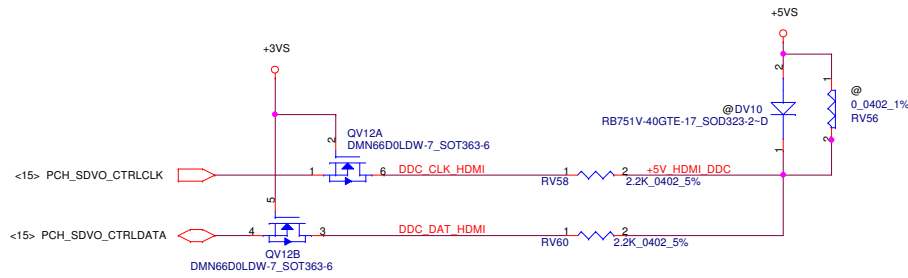 +5VS
+3VS
2
1
@
@DV10
0_0402_1%
RB751V-40GTE-17_SOD323-2~D
RV56
QV12A
DMN66D0LDW-7_SOT363-6
2
1
2
<15> PCH_SDVO_CTRLCLK
1
6
DDC_CLK_HDMI
1
2
+5V_HDMI_DDC
RV58
2.2K_0402_5%
5
<15> PCH_SDVO_CTRLDATA
4
3
DDC_DAT_HDMI
1
2
RV60
2.2K_0402_5%
QV12B
DMN66D0LDW-7_SOT363-6